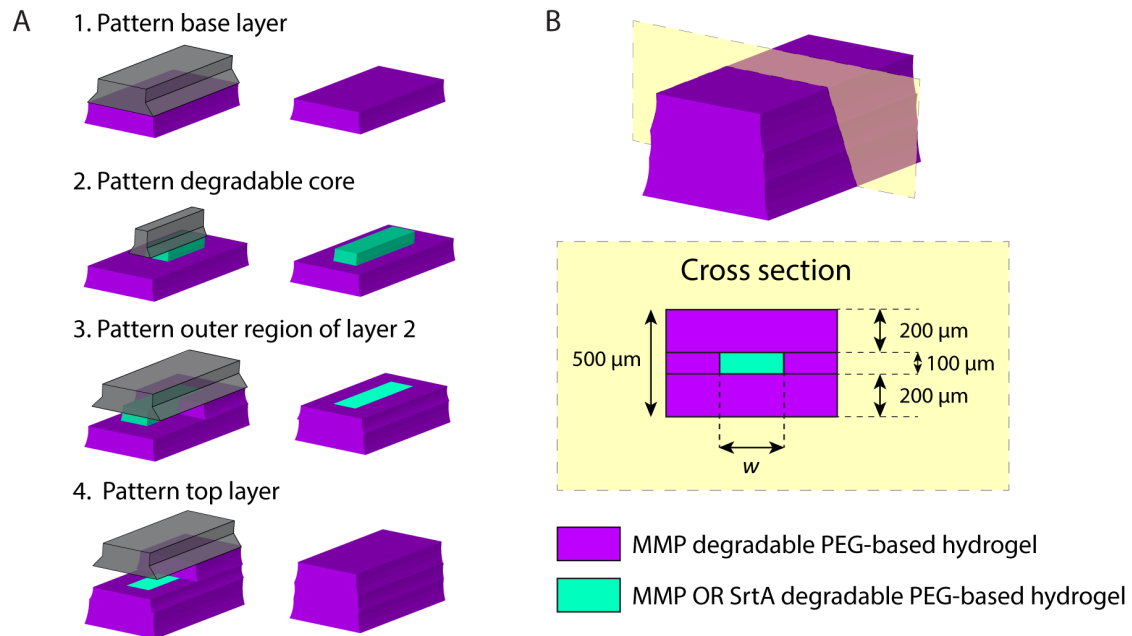 A
1. Pattern base layer
2. Pattern degradable core
3. Pattern outer region of layer 2
4. Pattern top layer
B
Cross section
500 µm
200 µm
100 µm
200 µm
w
MMP degradable PEG-based hydrogel
MMP OR SrtA degradable PEG-based hydrogel